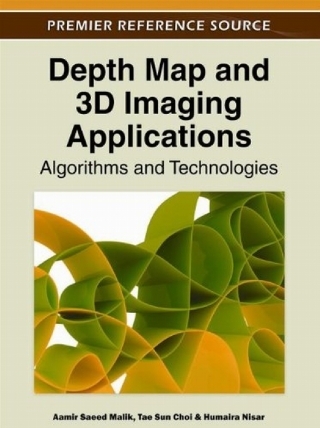 PREMIER REFERENCE SOURCE
Depth Map and
3D Imaging
Applications
Algorithms and Technologies
Aamir Saeed Malik, Tae Sun Choi & Humaira Nisar